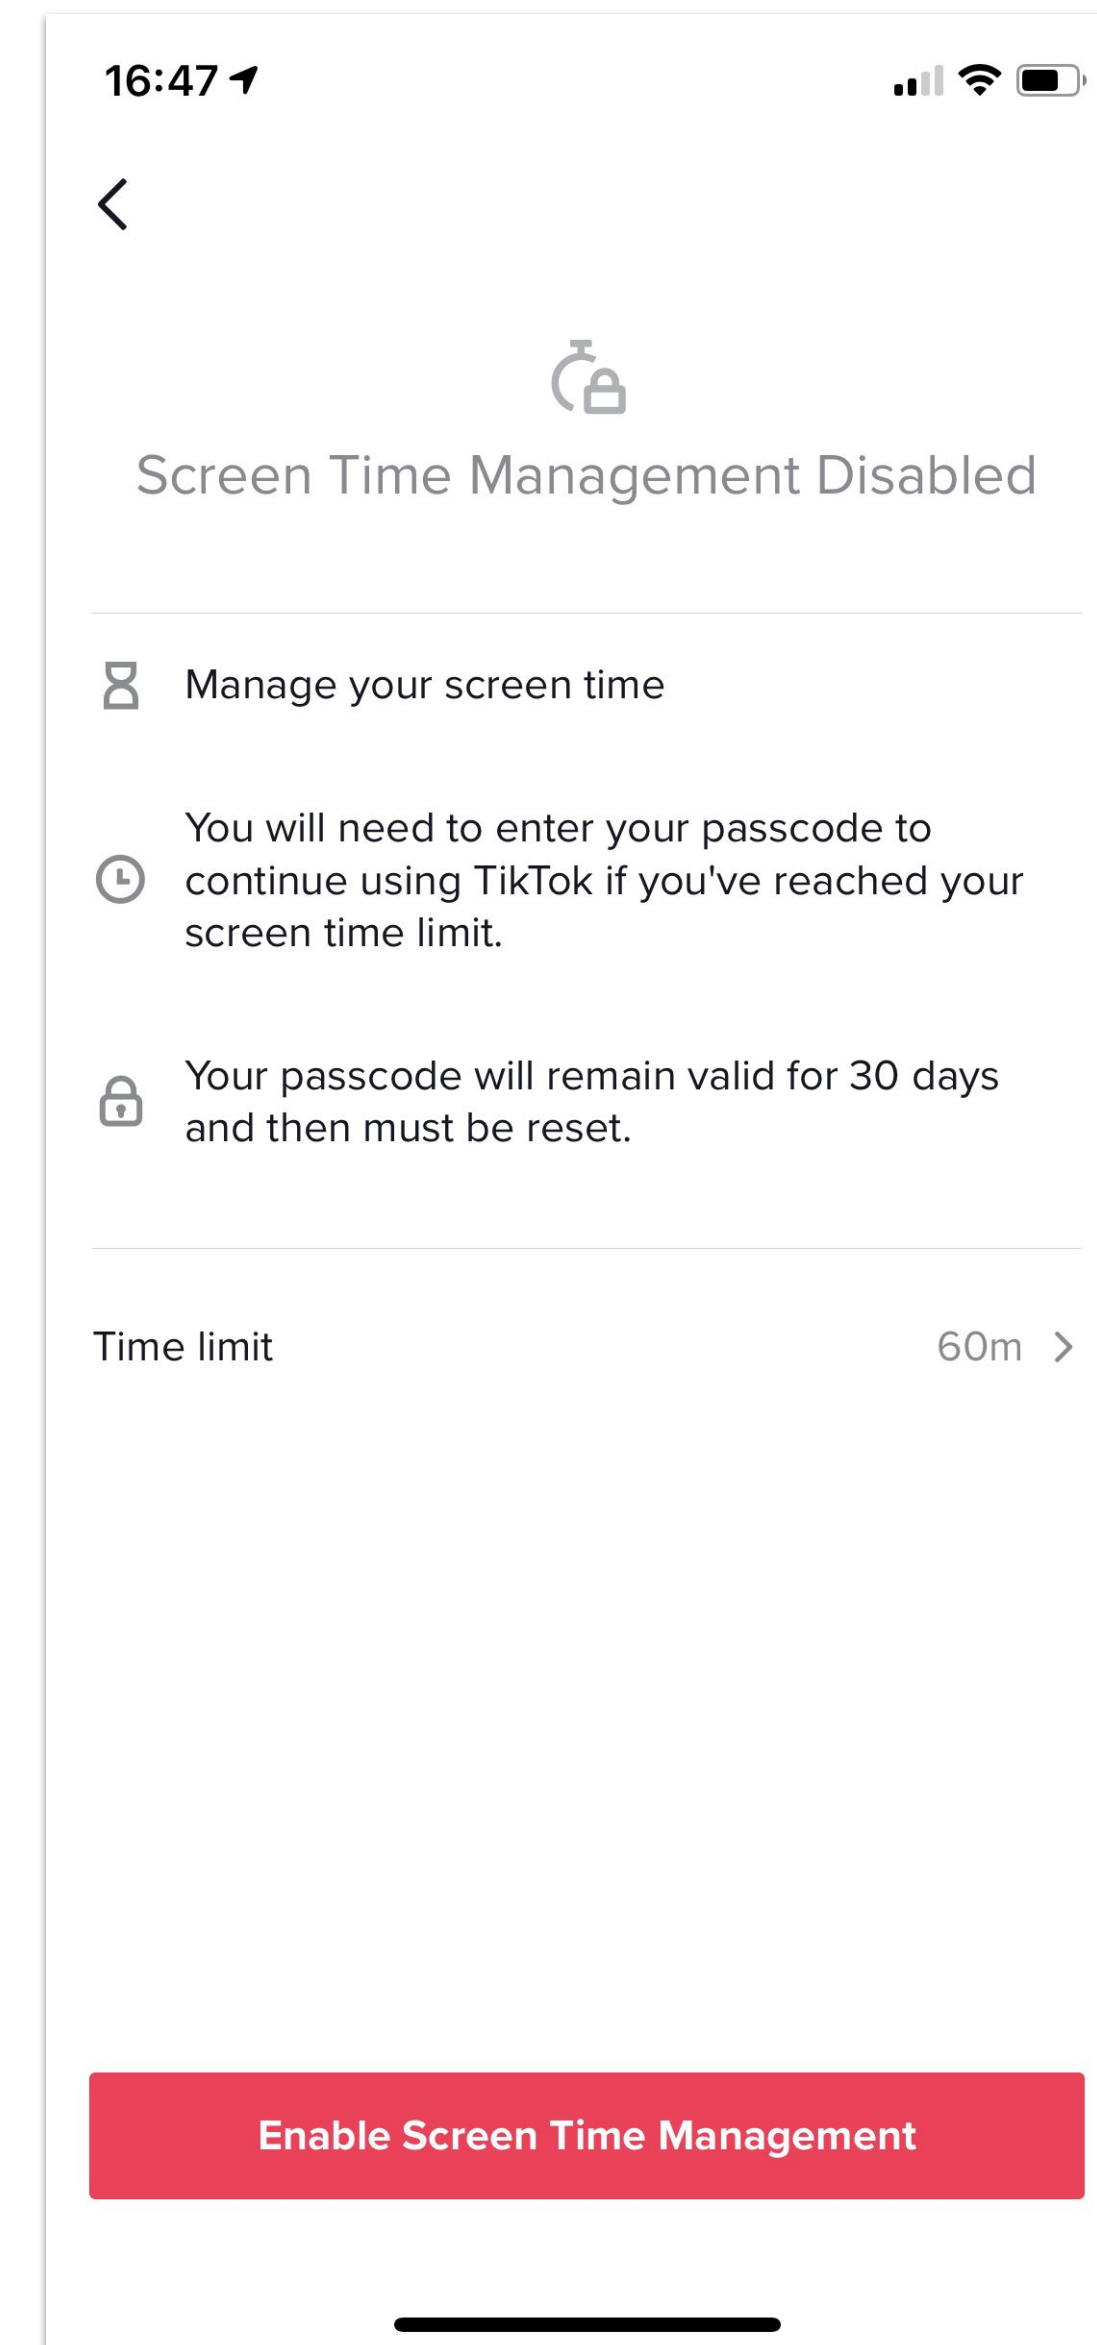 16:47
Screen Time Management Disabled
Manage your screen time
You will need to enter your passcode to
continue using TikTok if you've reached your
screen time limit.
Your passcode will remain valid for 30 days
and then must be reset.
Time limit 60m
Enable Screen Time Management